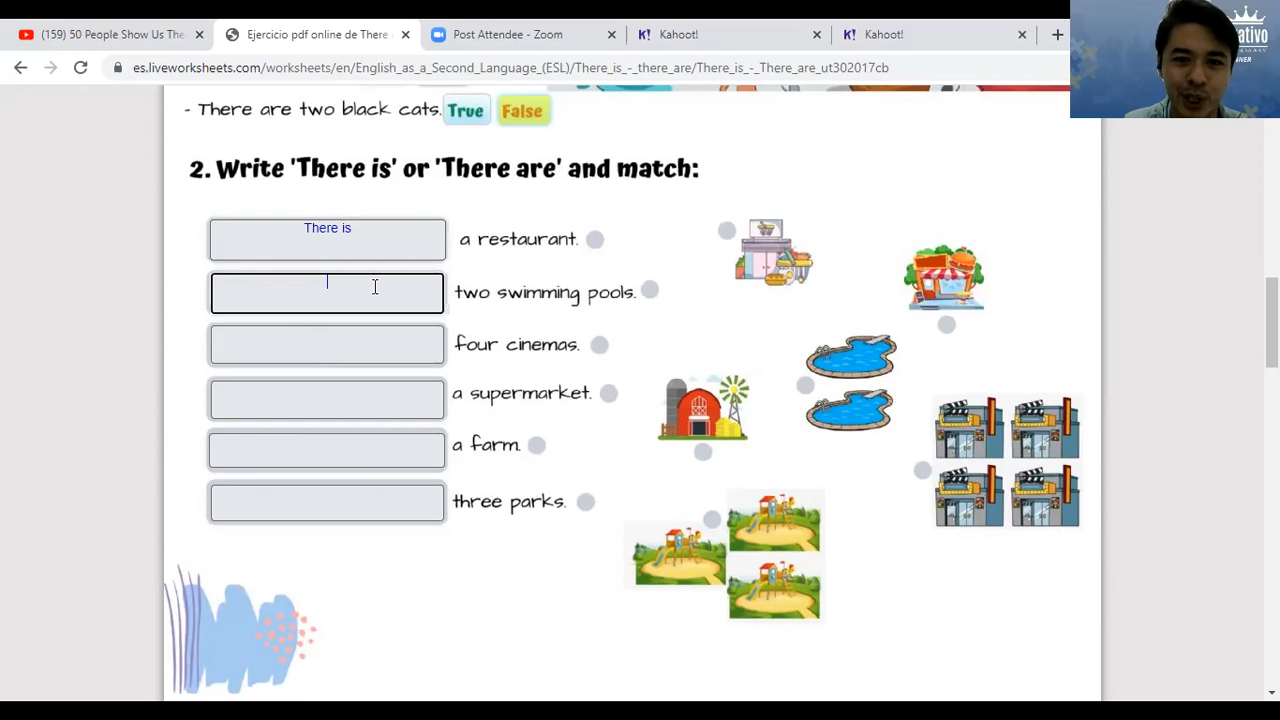 (159) 50 People Show Us The
Ejercicio pdf online de There
Post Attendee - Zoom
Kahoot!
Kahoot!
es.liveworksheets.com/worksheets/en/English_as_a_Second_Language_(ESL)/There_is_-_there_are/There_is_-_There_are_ut302017cb
- There are two black cats. True False
2. Write 'There is' or 'There are' and match:
There is a restaurant.
two swimming pools.
four cinemas.
a supermarket.
a farm.
three parks.